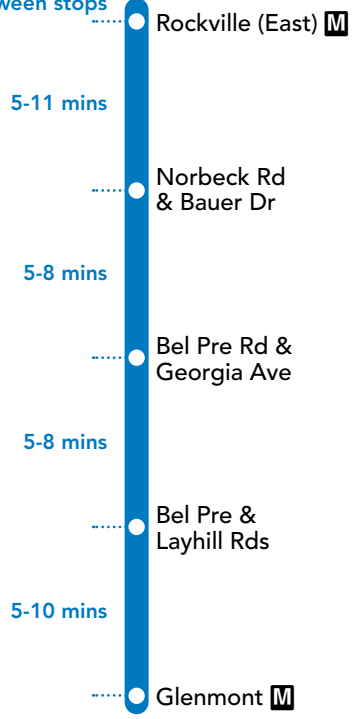 stops
Rockville (East) M
5-11 mins
Norbeck Rd
& Bauer Dr
5-8 mins
Bel Pre Rd &
Georgia Ave
5-8 mins
Bel Pre &
Layhill Rds
5-10 mins
Glenmont M